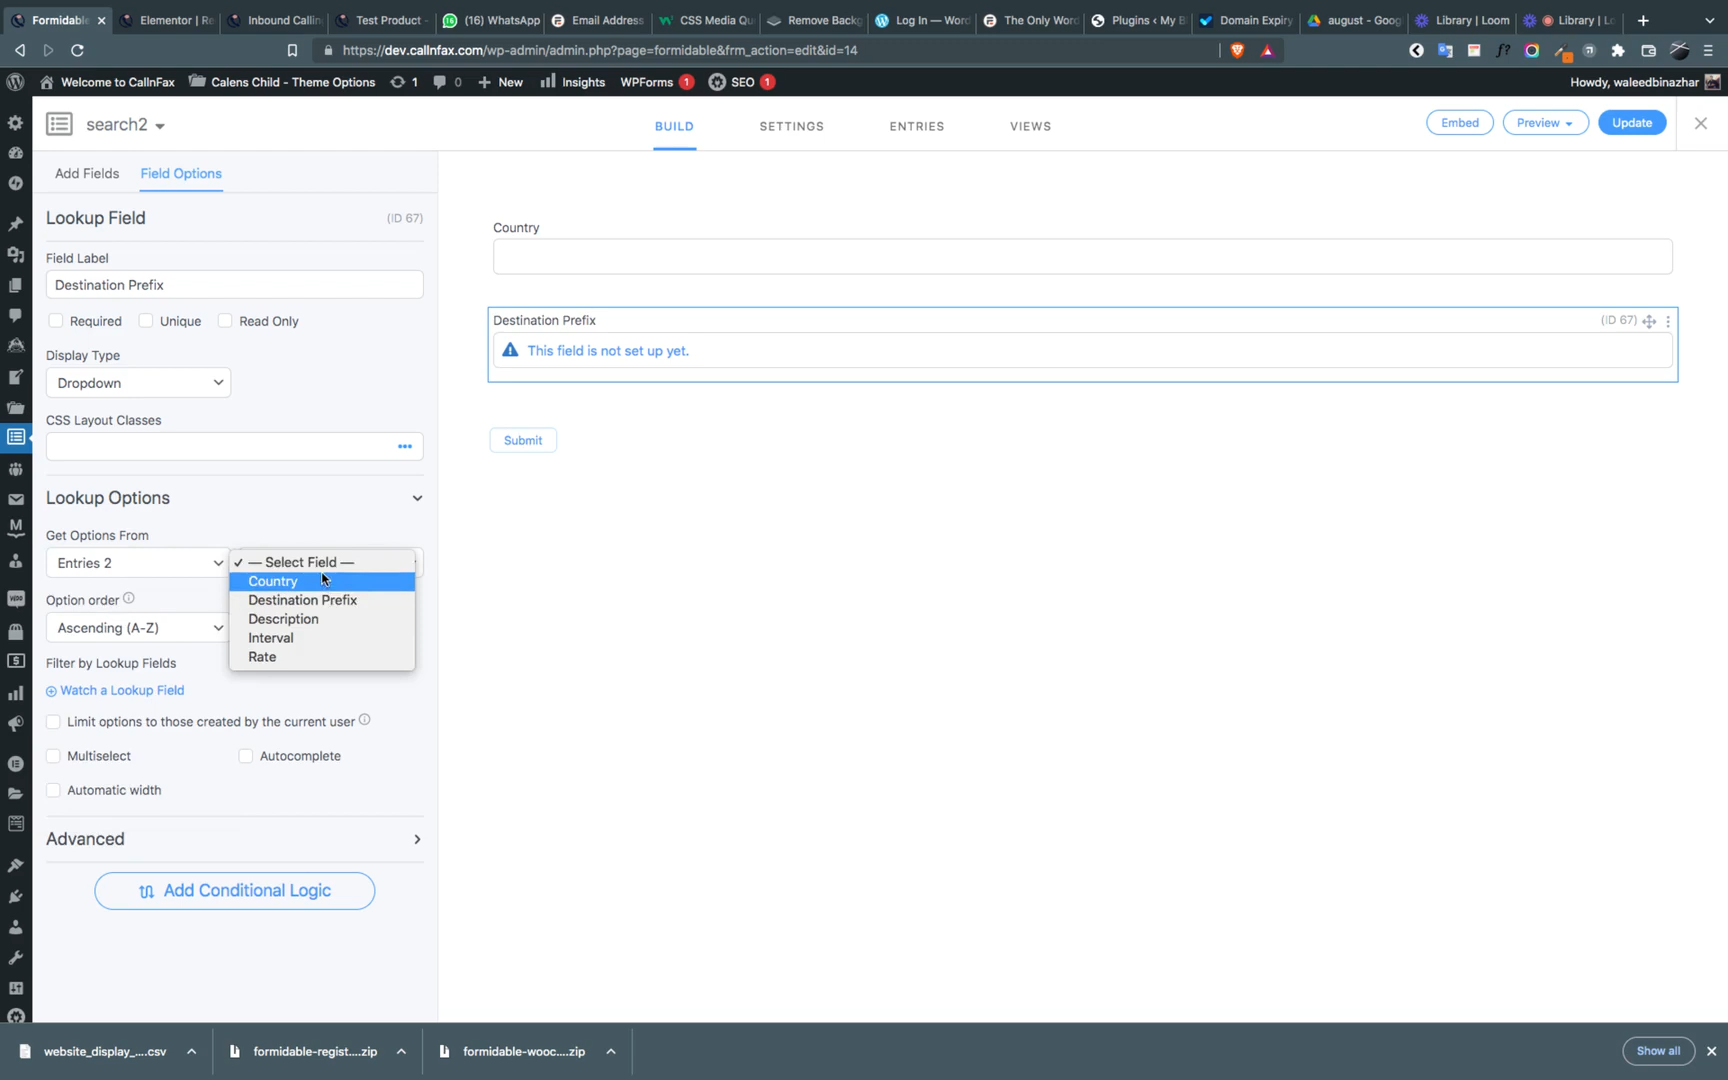 Formidable
Elementor | Re
Inbound Callin
Test Product -
(16) WhatsApp
Email Address
CSS Media Qu
Remove Backg
Log In — Word
The Only Word
Plugins ‹ My B
Domain Expiry
august - Goog
Library | Loom
Library | Lo
https://dev.callnfax.com/wp-admin/admin.php?page=formidable&frm_action=edit&id=14
Welcome to CallnFax
Calens Child - Theme Options
1
0
New
Insights
WPForms 1
SEO 1
Howdy, waleedbinazhar
search2
BUILD
SETTINGS
ENTRIES
VIEWS
Embed
Preview
Update
Add Fields
Field Options
Lookup Field
(ID 67)
Field Label
Destination Prefix
Required
Unique
Read Only
Display Type
Dropdown
CSS Layout Classes
Lookup Options
Get Options From
Entries 2
✓ — Select Field —
Country
Destination Prefix
Description
Interval
Rate
Option order
Ascending (A-Z)
Filter by Lookup Fields
Watch a Lookup Field
Limit options to those created by the current user
Multiselect
Autocomplete
Automatic width
Advanced
Add Conditional Logic
Country
Destination Prefix
(ID 67)
This field is not set up yet.
Submit
website_display_....csv
formidable-regist....zip
formidable-wooc....zip
Show all